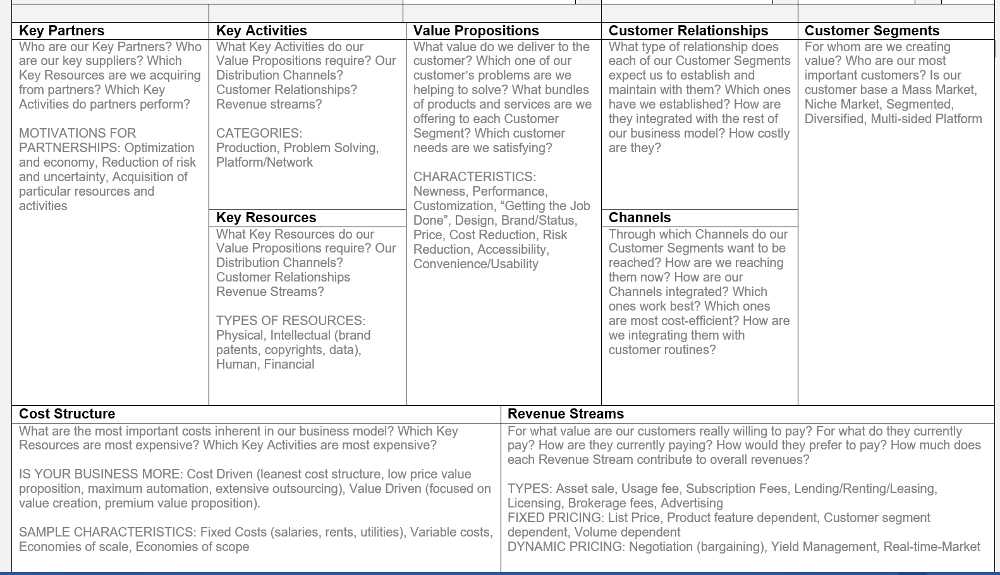 Key Partners
Who are our Key Partners? Who
are our key suppliers? Which
Key Resources are we acquiring
from partners? Which Key
Activities do partners perform?
MOTIVATIONS FOR
PARTNERSHIPS: Optimization
and economy, Reduction of risk
and uncertainty, Acquisition of
particular resources and
activities
Key Activities
What Key Activities do our
Value Propositions require? Our
Distribution Channels?
Customer Relationships?
Revenue streams?
CATEGORIES:
Production, Problem Solving,
Platform/Network
Key Resources
What Key Resources do our
Value Propositions require? Our
Distribution Channels?
Customer Relationships
Revenue Streams?
TYPES OF RESOURCES:
Physical, Intellectual (brand
patents, copyrights, data),
Human, Financial
Value Propositions
What value do we deliver to the
customer? Which one of our
customer’s problems are we
helping to solve? What bundles
of products and services are we
offering to each Customer
Segment? Which customer
needs are we satisfying?
CHARACTERISTICS:
Newness, Performance,
Customization, “Getting the Job
Done”, Design, Brand/Status,
Price, Cost Reduction, Risk
Reduction, Accessibility,
Convenience/Usability
Customer Relationships
What type of relationship does
each of our Customer Segments
expect us to establish and
maintain with them? Which ones
have we established? How are
they integrated with the rest of
our business model? How costly
are they?
Channels
Through which Channels do our
Customer Segments want to be
reached? How are we reaching
them now? How are our
Channels integrated? Which
ones work best? Which ones
are most cost-efficient? How are
we integrating them with
customer routines?
Customer Segments
For whom are we creating
value? Who are our most
important customers? Is our
customer base a Mass Market,
Niche Market, Segmented,
Diversified, Multi-sided Platform
Cost Structure
What are the most important costs inherent in our business model? Which Key
Resources are most expensive? Which Key Activities are most expensive?
IS YOUR BUSINESS MORE: Cost Driven (leanest cost structure, low price value
proposition, maximum automation, extensive outsourcing), Value Driven (focused on
value creation, premium value proposition).
SAMPLE CHARACTERISTICS: Fixed Costs (salaries, rents, utilities), Variable costs,
Economies of scale, Economies of scope
Revenue Streams
For what value are our customers really willing to pay? For what do they currently
pay? How are they currently paying? How would they prefer to pay? How much does
each Revenue Stream contribute to overall revenues?
TYPES: Asset sale, Usage fee, Subscription Fees, Lending/Renting/Leasing,
Licensing, Brokerage fees, Advertising
FIXED PRICING: List Price, Product feature dependent, Customer segment
dependent, Volume dependent
DYNAMIC PRICING: Negotiation (bargaining), Yield Management, Real-time-Market